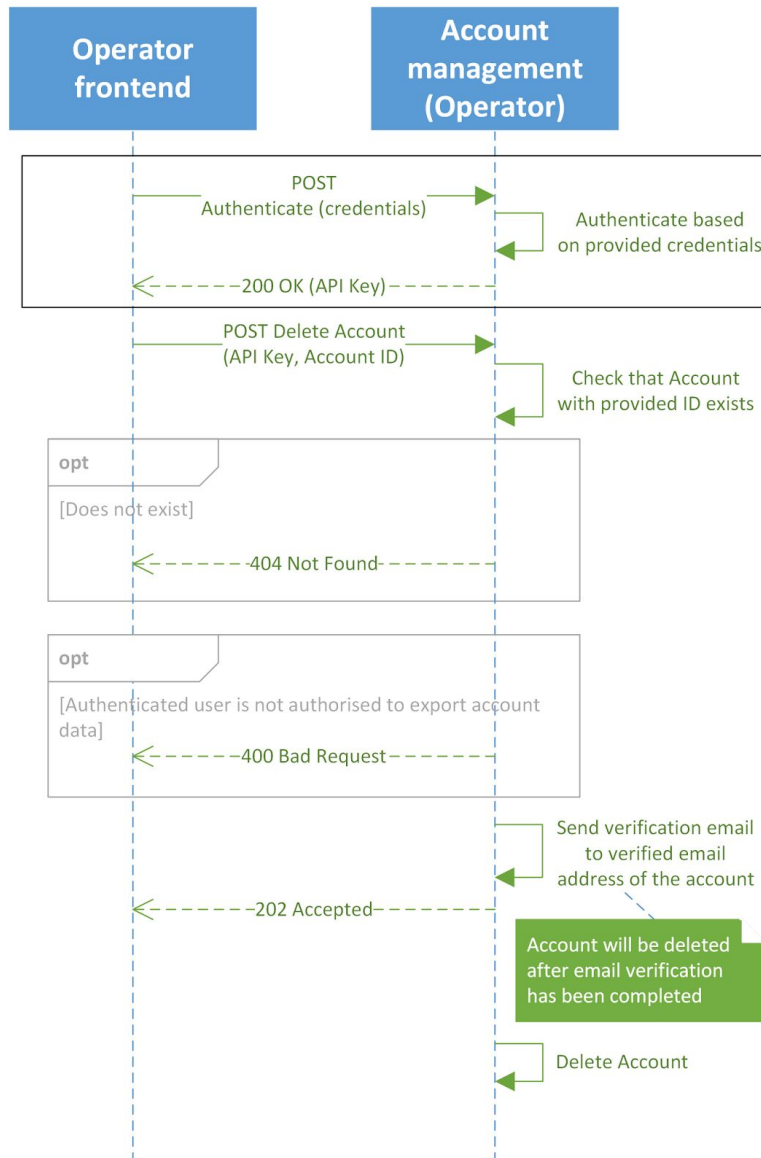 Operator
frontend
Account
management
(Operator)
POST
Authenticate (credentials)
Authenticate based
on provided credentials
200 OK (API Key)
POST Delete Account
(API Key, Account ID)
Check that Account
with provided ID exists
opt
[Does not exist]
404 Not Found
opt
[Authenticated user is not authorised to export account
data]
400 Bad Request
Send verification email
to verified email
address of the account
202 Accepted
Account will be deleted
after email verification
has been completed
Delete Account